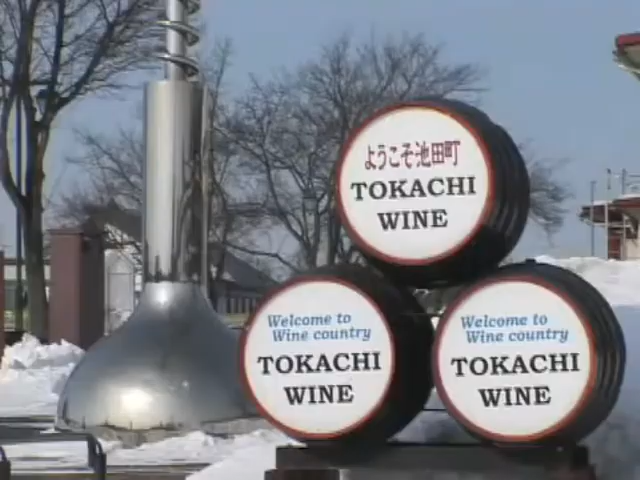 ようこそ池田町
TOKACHI
WINE
Welcome to
Wine country
TOKACHI
WINE
Welcome to
Wine country
TOKACHI
WINE